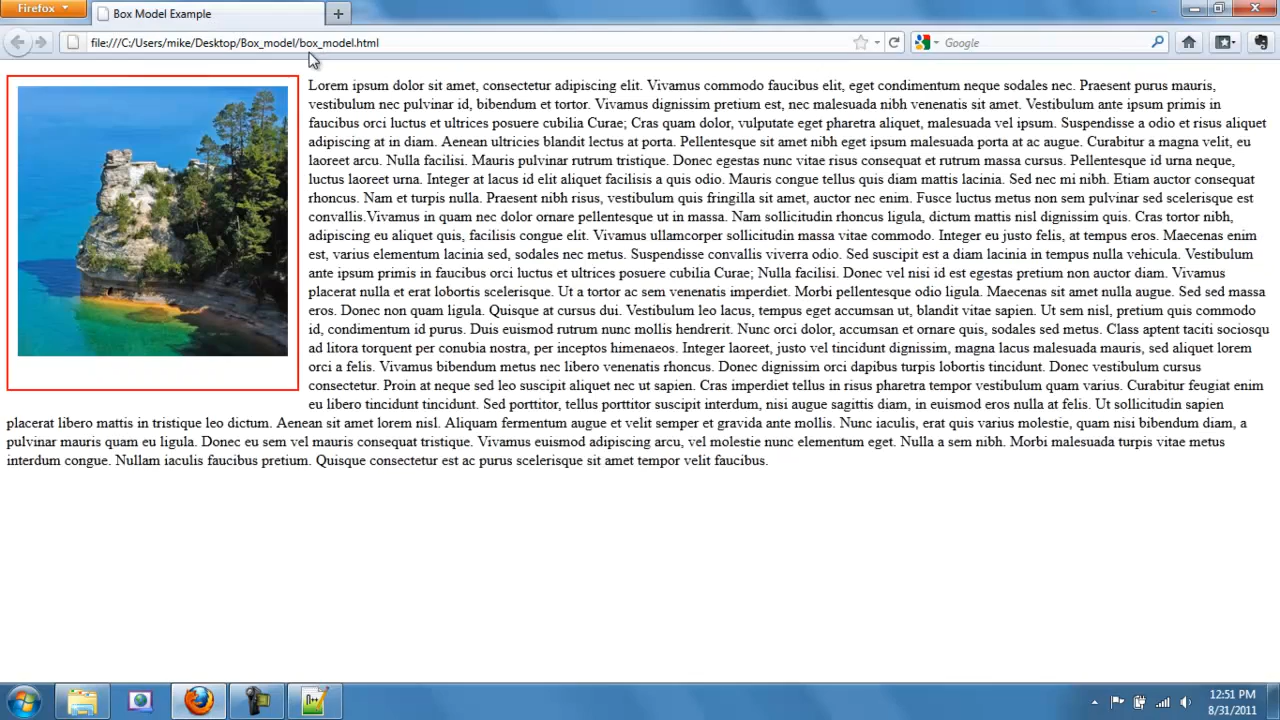 Firefox
Box Model Example
file:///C:/Users/mike/Desktop/Box_model/box_model.html
Google
Lorem ipsum dolor sit amet, consectetur adipiscing elit. Vivamus commodo faucibus elit, eget condimentum neque sodales nec. Praesent purus mauris,
vestibulum nec pulvinar id, bibendum et tortor. Vivamus dignissim pretium est, nec malesuada nibh venenatis sit amet. Vestibulum ante ipsum primis in
faucibus orci luctus et ultrices posuere cubilia Curae; Cras quam dolor, vulputate eget pharetra aliquet, malesuada vel ipsum. Suspendisse a odio et risus aliquet
adipiscing at in diam. Aenean ultricies blandit lectus at porta. Pellentesque sit amet nibh eget ipsum malesuada porta at ac augue. Curabitur a magna velit, eu
laoreet arcu. Nulla facilisi. Mauris pulvinar rutrum tristique. Donec egestas nunc vitae risus consequat et rutrum massa cursus. Pellentesque id urna neque,
luctus laoreet urna. Integer at lacus id elit aliquet facilisis a quis odio. Mauris congue tellus quis diam mattis lacinia. Sed nec mi nibh. Etiam auctor consequat
rhoncus. Nam et turpis nulla. Praesent nibh risus, vestibulum quis fringilla sit amet, auctor nec enim. Fusce luctus metus non sem pulvinar sed scelerisque est
convallis.Vivamus in quam nec dolor ornare pellentesque ut in massa. Nam sollicitudin rhoncus ligula, dictum mattis nisl dignissim quis. Cras tortor nibh,
adipiscing eu aliquet quis, facilisis congue elit. Vivamus ullamcorper sollicitudin massa vitae commodo. Integer eu justo felis, at tempus eros. Maecenas enim
est, varius elementum lacinia sed, sodales nec metus. Suspendisse convallis viverra odio. Sed suscipit est a diam lacinia in tempus nulla vehicula. Vestibulum
ante ipsum primis in faucibus orci luctus et ultrices posuere cubilia Curae; Nulla facilisi. Donec vel nisi id est egestas pretium non auctor diam. Vivamus
placerat nulla et erat lobortis scelerisque. Ut a tortor ac sem venenatis imperdiet. Morbi pellentesque odio ligula. Maecenas sit amet nulla augue. Sed sed massa
eros. Donec non quam ligula. Quisque at cursus dui. Vestibulum leo lacus, tempus eget accumsan ut, blandit vitae sapien. Ut sem nisl, pretium quis commodo
id, condimentum id purus. Duis euismod rutrum nunc mollis hendrerit. Nunc orci dolor, accumsan et ornare quis, sodales sed metus. Class aptent taciti sociosqu
ad litora torquent per conubia nostra, per inceptos himenaeos. Integer laoreet, justo vel tincidunt dignissim, magna lacus malesuada mauris, sed aliquet lorem
orci a felis. Vivamus bibendum metus nec libero venenatis rhoncus. Donec dignissim orci dapibus turpis lobortis tincidunt. Donec vestibulum cursus
consectetur. Proin at neque sed leo suscipit aliquet nec ut sapien. Cras imperdiet tellus in risus pharetra tempor vestibulum quam varius. Curabitur feugiat enim
eu libero tincidunt tincidunt. Sed porttitor, tellus porttitor suscipit interdum, nisi augue sagittis diam, in euismod eros nulla at felis. Ut sollicitudin sapien
placerat libero mattis in tristique leo dictum. Aenean sit amet lorem nisl. Aliquam fermentum augue et velit semper et gravida ante mollis. Nunc iaculis, erat quis varius molestie, quam nisi bibendum diam, a
pulvinar mauris quam eu ligula. Donec eu sem vel mauris consequat tristique. Vivamus euismod adipiscing arcu, vel molestie nunc elementum eget. Nulla a sem nibh. Morbi malesuada turpis vitae metus
interdum congue. Nullam iaculis faucibus pretium. Quisque consectetur est ac purus scelerisque sit amet tempor velit faucibus.
12:51 PM
8/31/2011